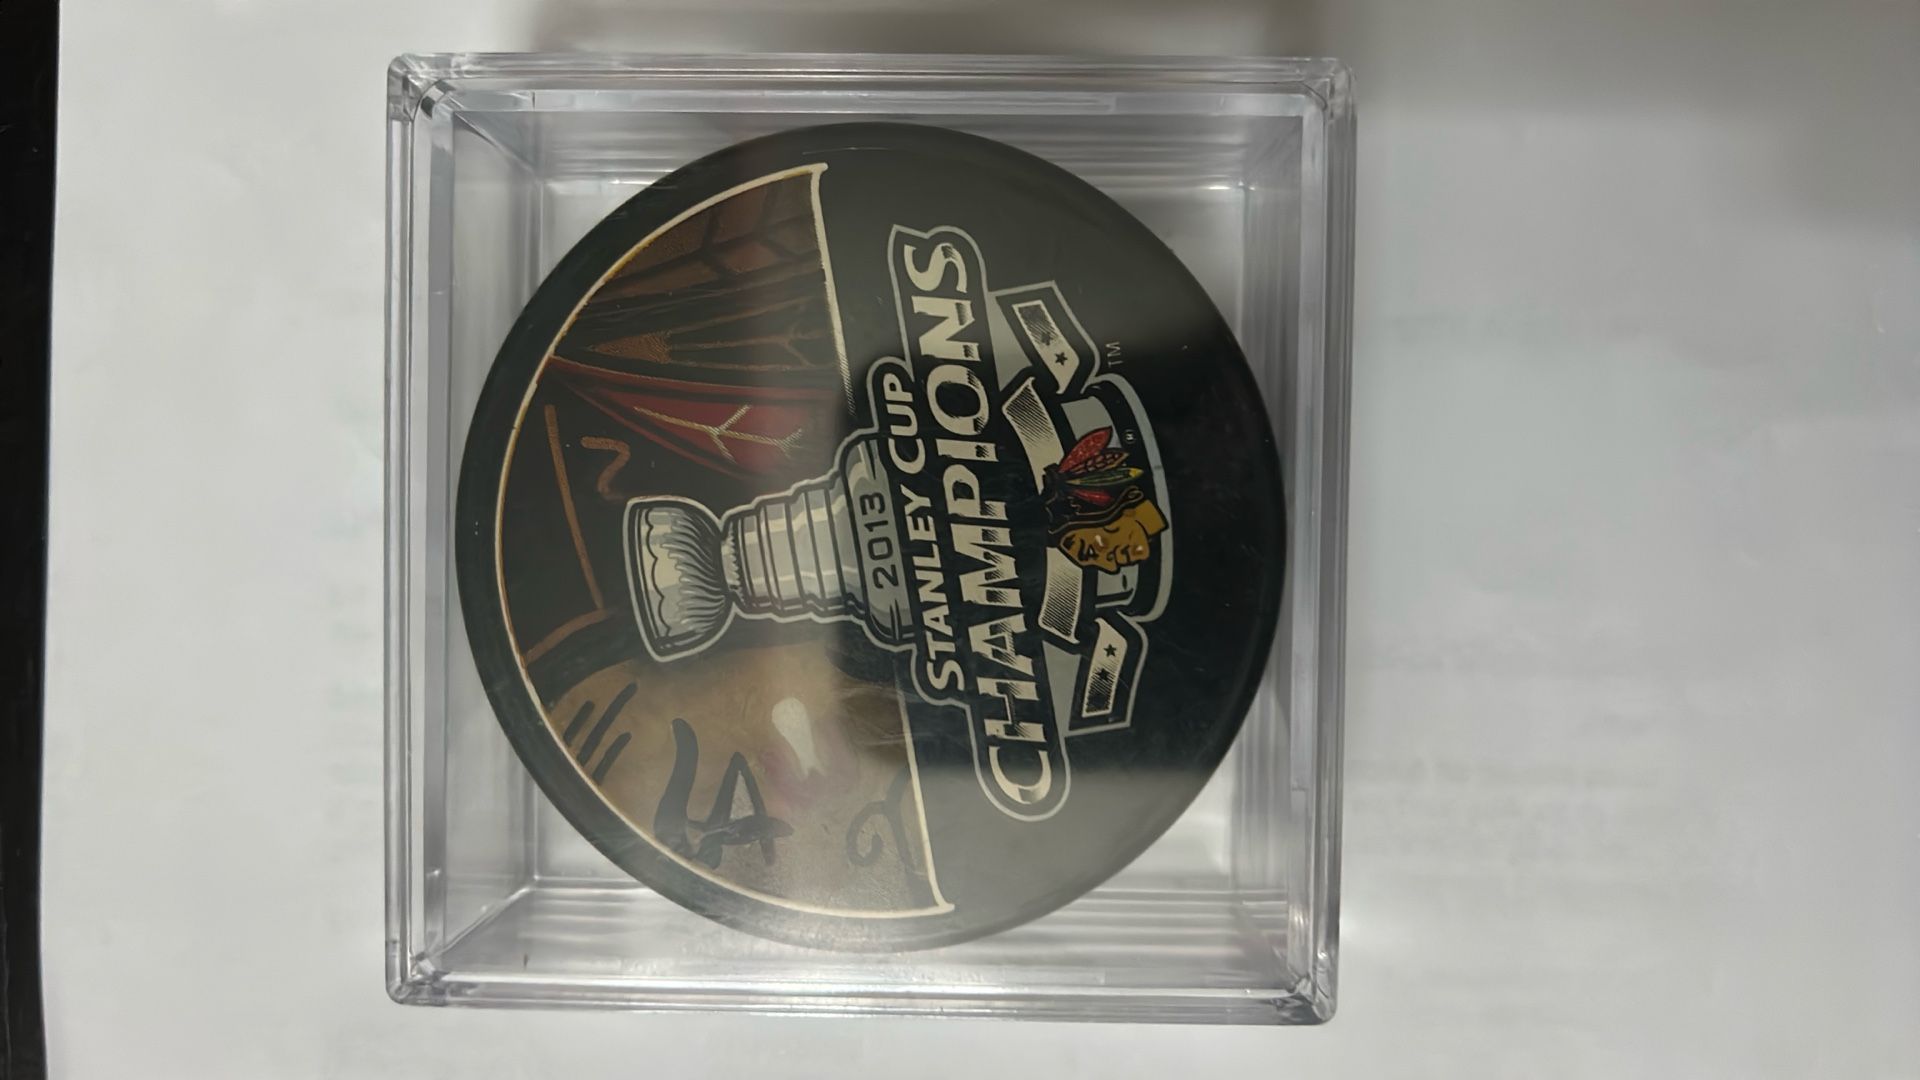 2013
STANLEY CUP
CHAMPIONS
TM
®